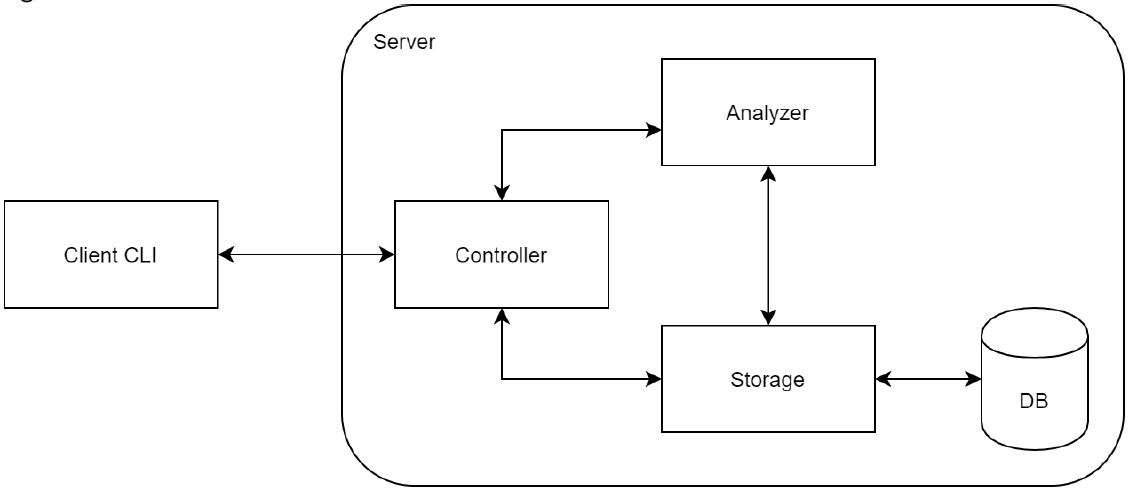 Server
Analyzer
Client CLI
Controller
Storage
DB